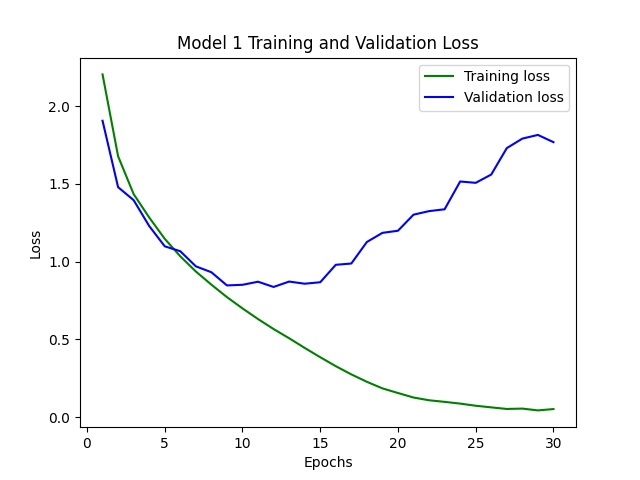 Model 1 Training and Validation Loss
Training loss
Validation loss
2.0
1.5
1.0
0.5
0.0
Loss
0 5 10 15 20 25 30
Epochs